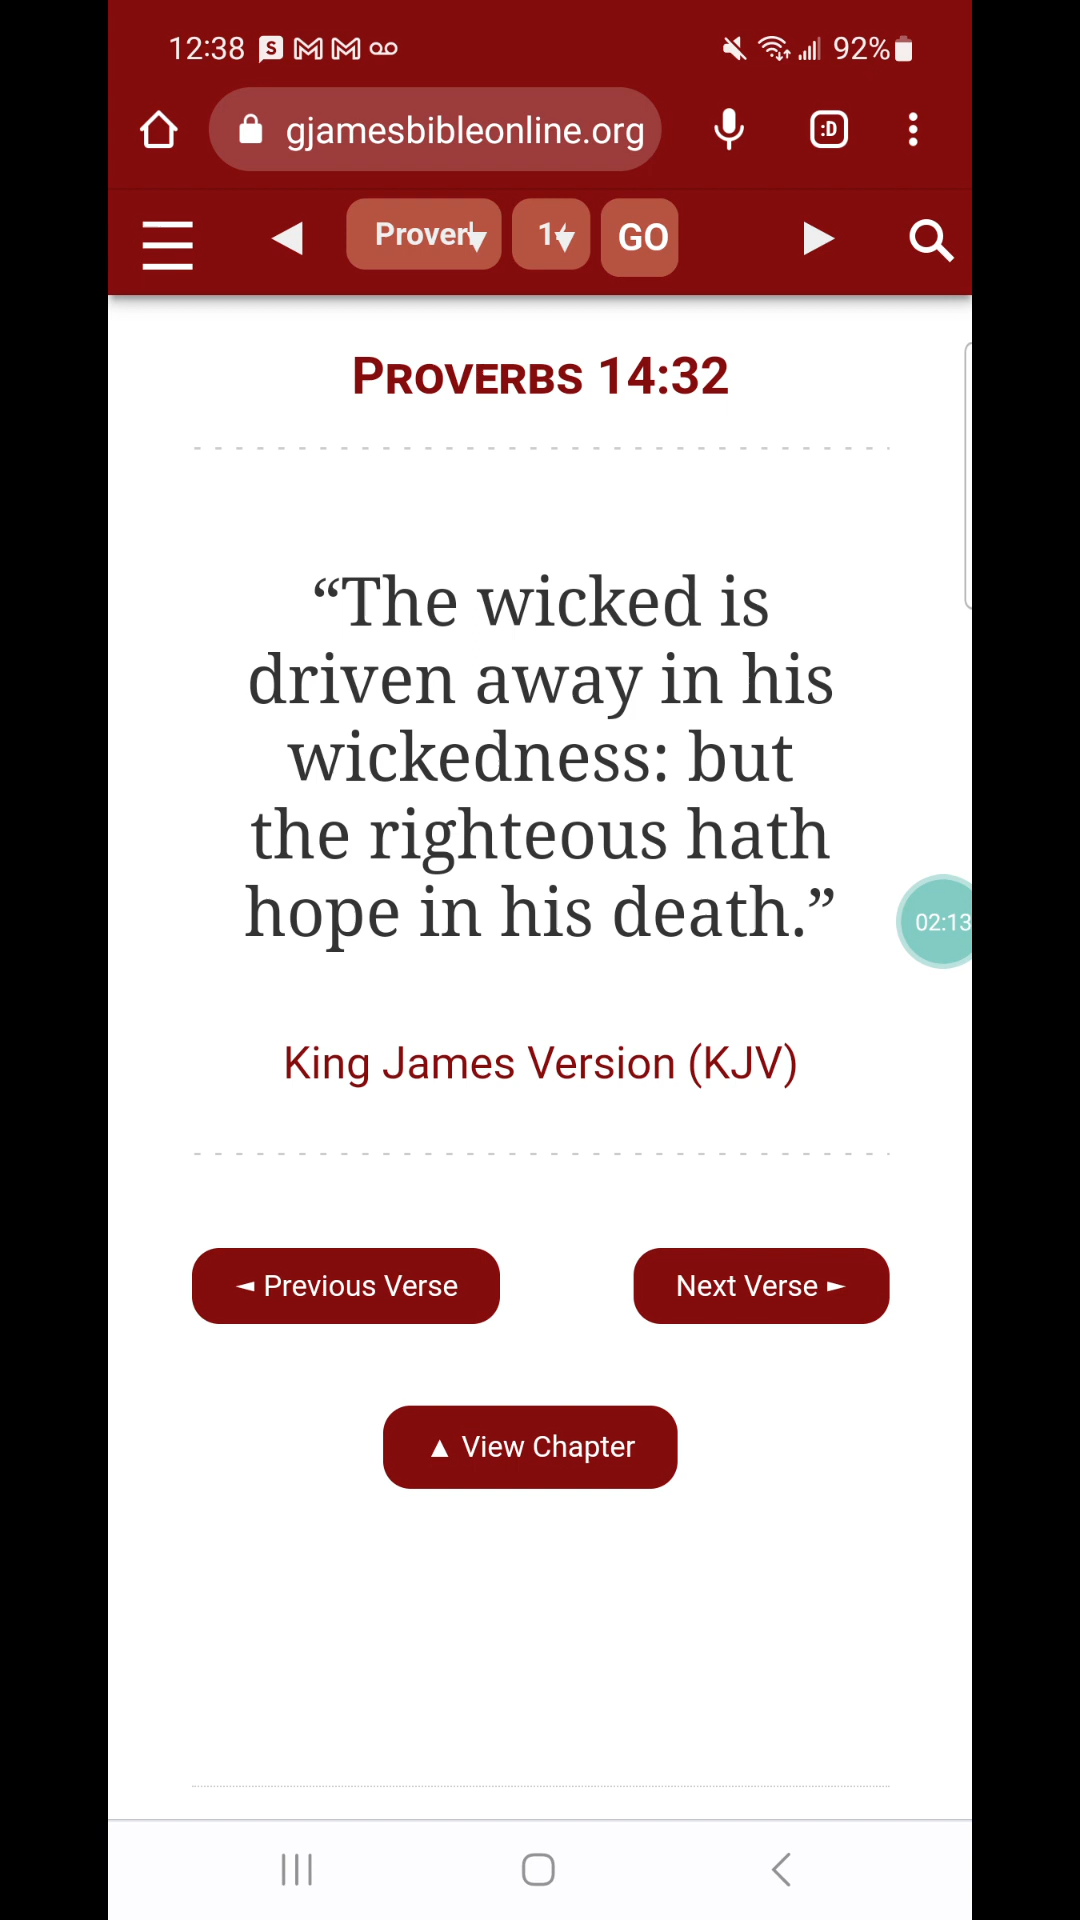 12:38 92%
gjamesbibleonline.org :D
Proverb 1 GO
PROVERBS 14:32
“The wicked is
driven away in his
wickedness: but
the righteous hath
hope in his death.”
02:13
King James Version (KJV)
◄ Previous Verse Next Verse ►
▲ View Chapter